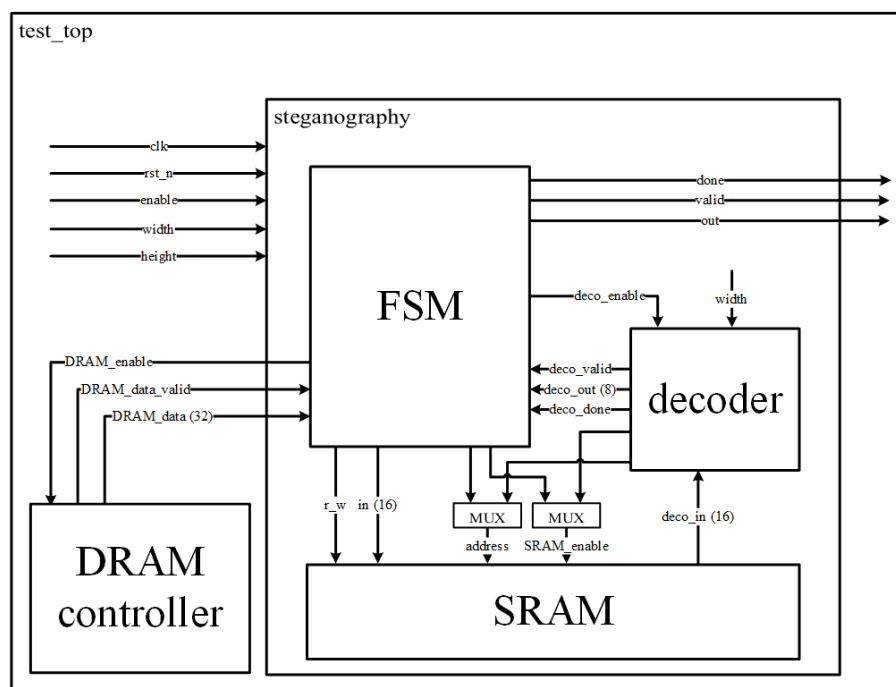 test_top
steganography
clk
rst_n
enable
width
height
done
valid
out
FSM
deco_enable
width
DRAM_enable
DRAM_data_valid
DRAM_data (32)
deco_valid
deco_out (8)
deco_done
decoder
r_w
in (16)
MUX
MUX
deco_in (16)
address
SRAM_enable
DRAM
controller
SRAM